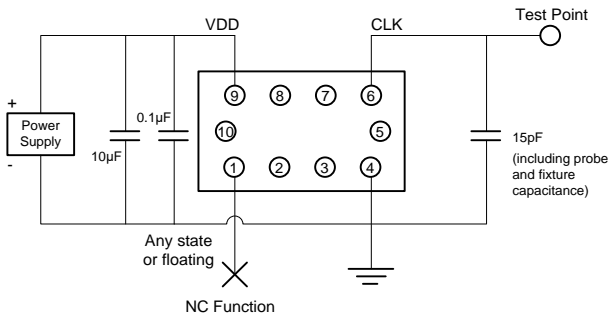 VDD
CLK
Test Point
9
8
7
6
+
Power
Supply
-
0.1µF
10µF
10
5
15pF
(including probe
and fixture
capacitance)
1
2
3
4
Any state
or floating
NC Function